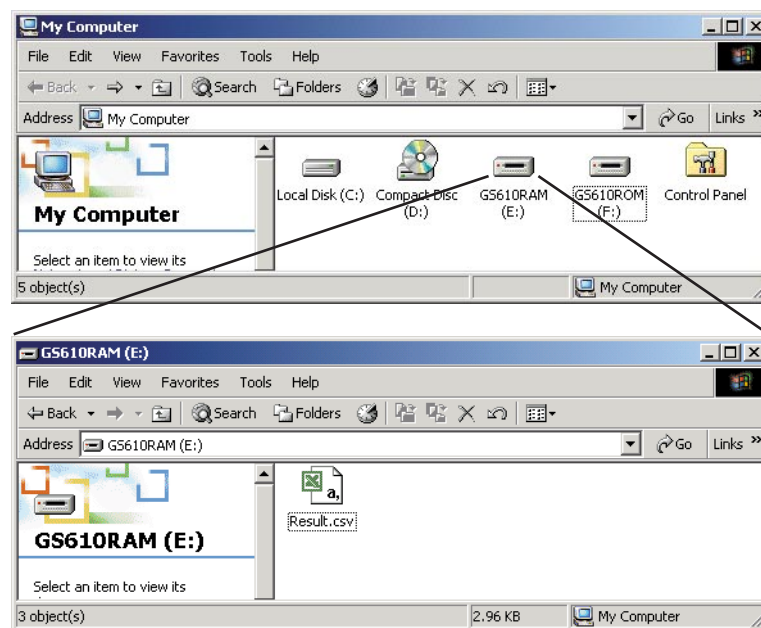 My Computer
File Edit View Favorites Tools Help
Back Search Folders
Address My Computer Go Links »
My Computer
Select an item to view its
Local Disk (C:) Compact Disc (D:) GS610RAM (E:) GS610ROM (F:) Control Panel
5 object(s) My Computer
GS610RAM (E:)
File Edit View Favorites Tools Help
Back Search Folders
Address GS610RAM (E:) Go Links »
GS610RAM (E:)
Select an item to view its
a,
Result.csv
3 object(s) 2.96 KB My Computer